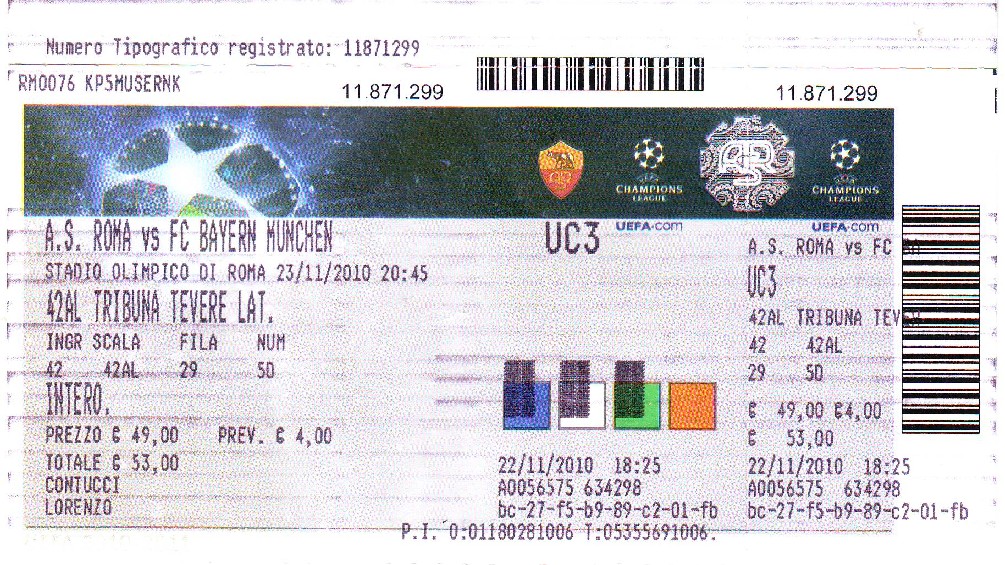 Numero Tipografico registrato: 11871299
RM0076 KP5MUSERNK
11.871.299
11.871.299
CHAMPIONS
LEAGUE
CHAMPIONS
LEAGUE
UEFA.com
UEFA.com
A.S. ROMA vs FC BAYERN MUNCHEN
UC3
A.S. ROMA vs FC BA
STADIO OLIMPICO DI ROMA 23/11/2010 20:45
UC3
42AL TRIBUNA TEVERE LAT.
42AL TRIBUNA TEVE
INGR SCALA FILA NUM
42 42AL
42 42AL 29 5D
29 5D
INTERO.
€ 49,00 €4,00
PREZZO € 49,00 PREV. € 4,00
€ 53,00
TOTALE € 53,00
22/11/2010 18:25
22/11/2010 18:25
CONTUCCI
A0056575 634298
A0056575 634298
LORENZO
bc-27-f5-b9-89-c2-01-fb
bc-27-f5-b9-89-c2-01-fb
P.I. O:01180281006 T:05355691006.